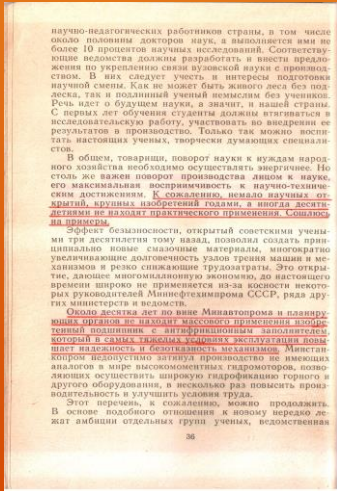 научно-педагогических работников страны, в том числе
около половины докторов наук, а выполняется ими не
более 10 процентов научных исследований. Соответству-
ющие ведомства должны разработать и внести предло-
жения по укреплению связи вузовской науки с производ-
ством. В них следует учесть и интересы подготовки
научной смены. Как не может быть живого леса без под-
леска, так и подлинный ученый немыслим без учеников.
Речь идет о будущем науки, а значит, и нашей страны.
С первых лет обучения студенты должны втягиваться в
исследовательскую работу, участвовать во внедрении ее
результатов в производство. Только так можно воспи-
тать настоящих ученых, творчески думающих специали-
стов.
В общем, товарищи, поворот науки к нуждам народ-
ного хозяйства необходимо осуществлять энергичнее. Но
столь же важен поворот производства лицом к науке,
его максимальная восприимчивость к научно-техниче-
ским достижениям. К сожалению, немало научных от-
крытий, крупных изобретений годами, а иногда десяти-
летиями не находят практического применения. Сошлюсь
на примеры.
Эффект безызносности, открытый советскими учены-
ми три десятилетия тому назад, позволил создать прин-
ципиально новые смазочные материалы, многократно
увеличивающие долговечность узлов трения машин и ме-
ханизмов и резко снижающие трудозатраты. Это откры-
тие, дающее многомиллионную экономию, до настоящего
времени широко не применяется из-за косности некото-
рых руководителей Миннефтехимпрома СССР, ряда дру-
гих министерств и ведомств.
Около десятка лет по вине Минавтопрома и планиру-
ющих органов не находит массового применения изобре-
тенный подшипник с антифрикционным заполнителем,
который в самых тяжелых условиях эксплуатации повы-
шает надежность и безотказность механизмов. Минстан-
копром недопустимо затянул производство не имеющих
аналогов в мире высокомоментных гидромоторов, позво-
ляющих осуществить широкую гидрофикацию горного и
другого оборудования, в несколько раз повысить произ-
водительность и улучшить условия труда.
Этот перечень, к сожалению, можно продолжить.
В основе подобного отношения к новому нередко ле-
жат амбиции отдельных групп ученых, ведомственная
36